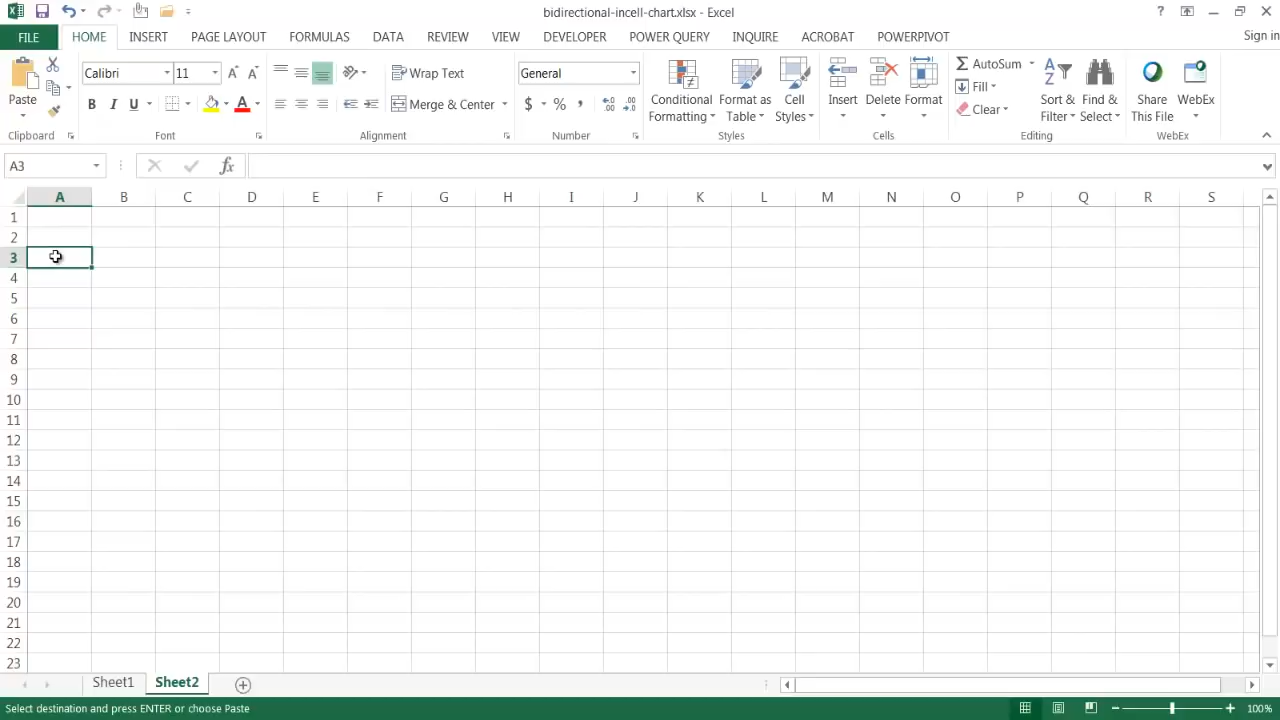 bidirectional-incell-chart.xlsx - Excel
?
Sign in
FILE HOME INSERT PAGE LAYOUT FORMULAS DATA REVIEW VIEW DEVELOPER POWER QUERY INQUIRE ACROBAT POWERPIVOT
Paste
Clipboard
Calibri 11
B I U A
Font
Wrap Text
Merge & Center
Alignment
General
$ % ,
Number
Conditional Formatting
Format as Table
Cell Styles
Styles
Insert Delete Format
Cells
AutoSum
Fill
Clear
Sort & Filter
Find & Select
Editing
Share This File
WebEx
WebEx
A3 fx
A B C D E F G H I J K L M N O P Q R S
1
2
3
4
5
6
7
8
9
10
11
12
13
14
15
16
17
18
19
20
21
22
23
Sheet1 Sheet2
Select destination and press ENTER or choose Paste 100%